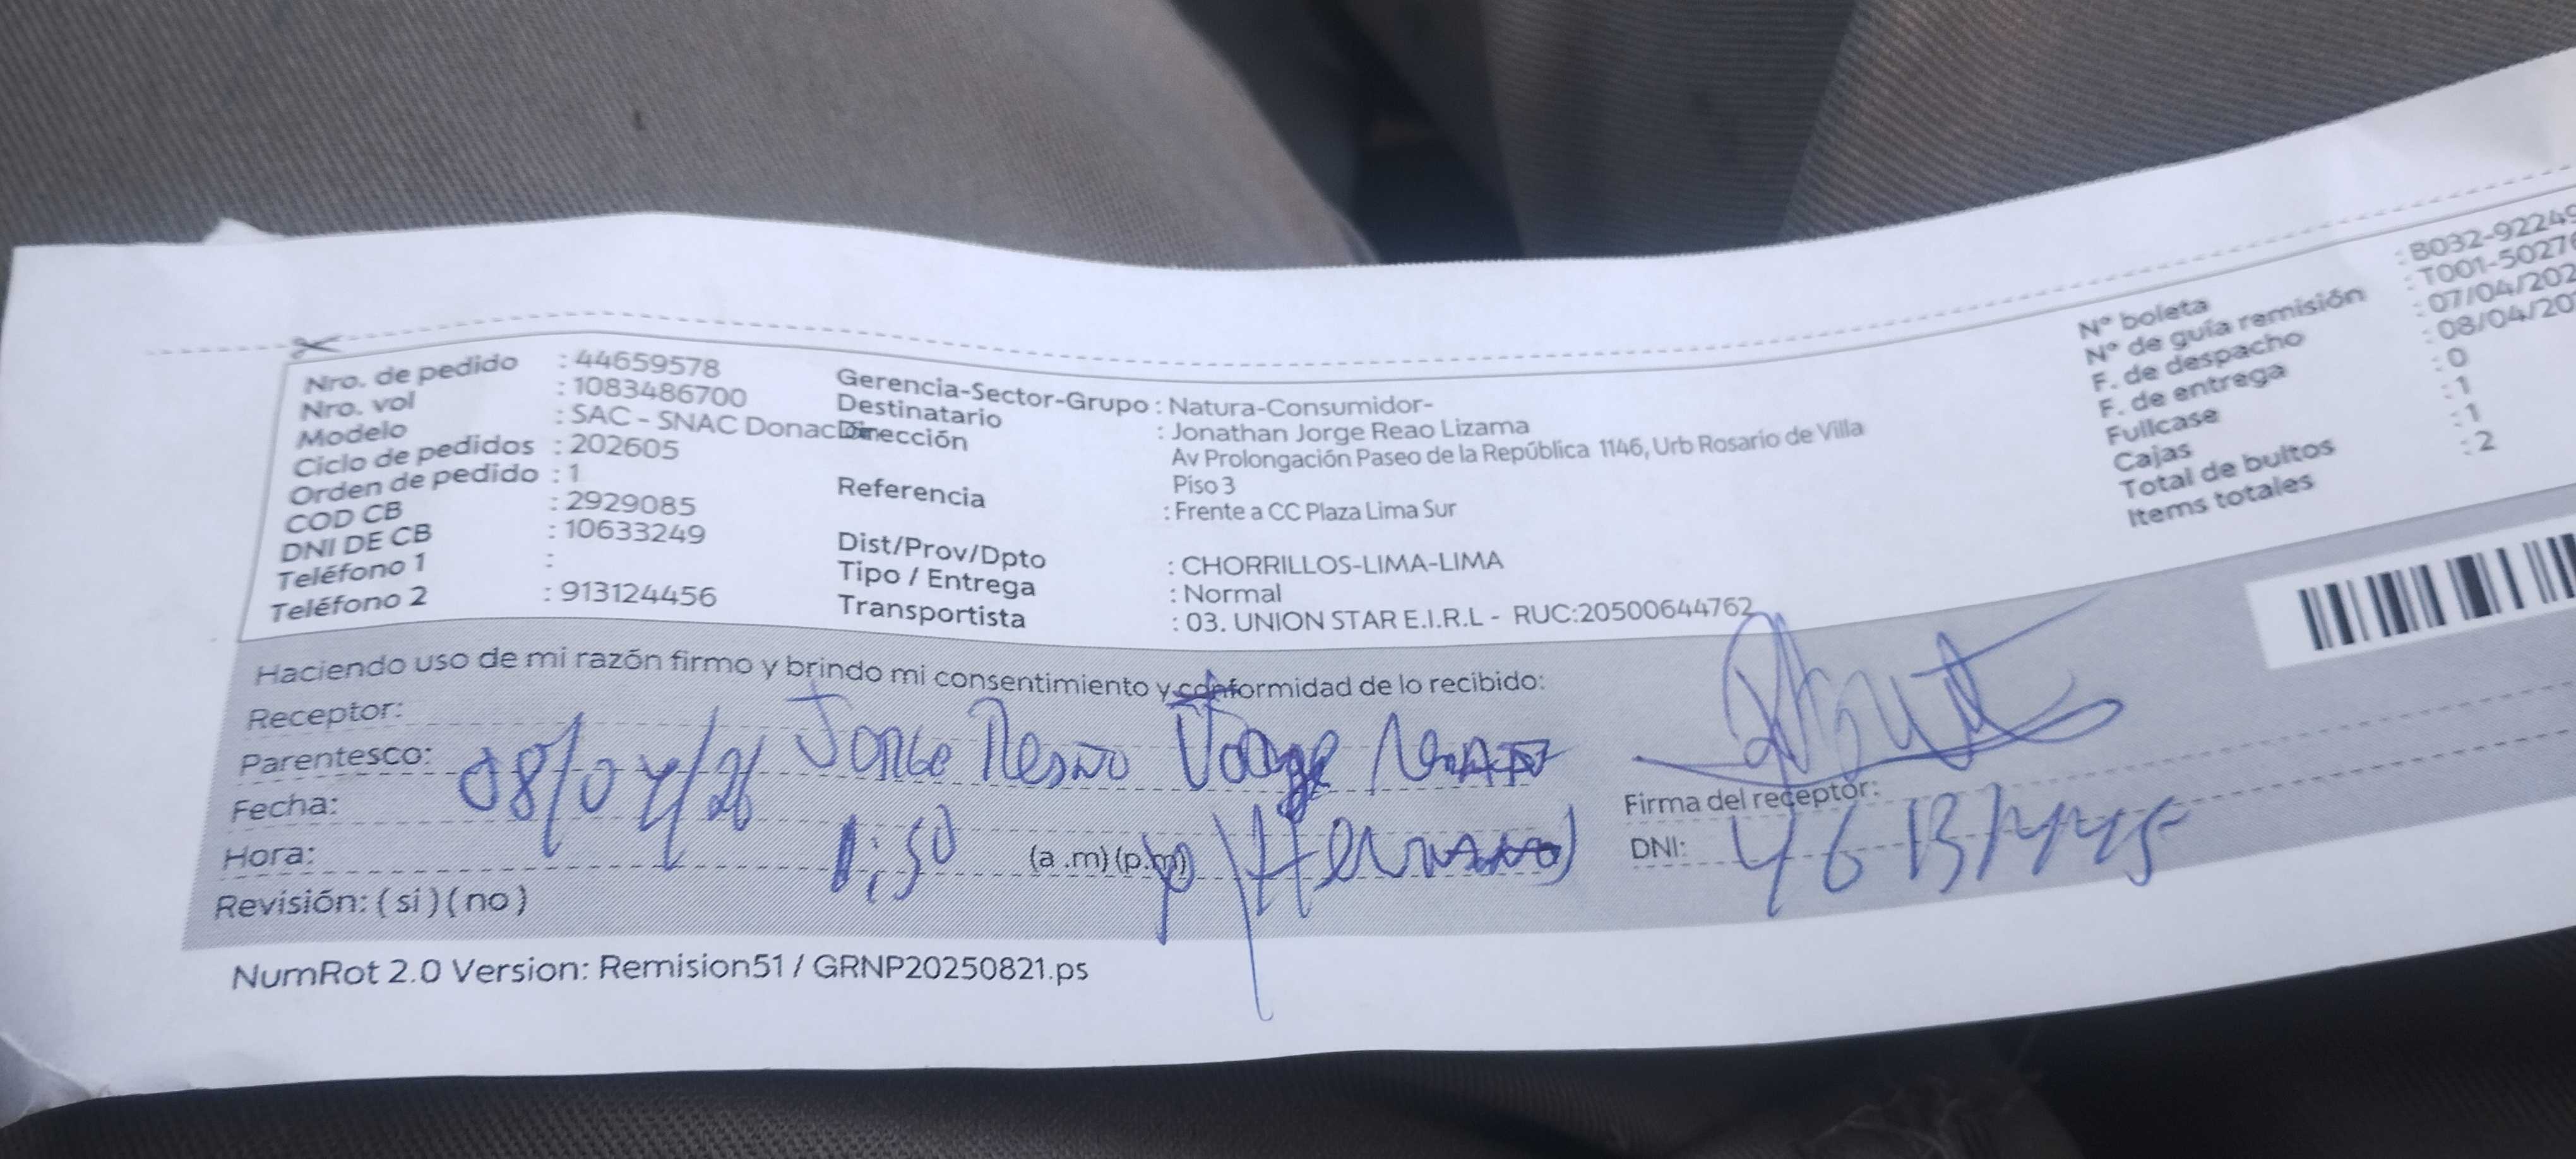 Nro. de pedido : 44659578
Nro. vol : 1083486700
Modelo : SAC - SNAC Donac
Ciclo de pedidos : 202605
Orden de pedido : 1
COD CB : 2929085
DNI DE CB : 10633249
Teléfono 1 :
Teléfono 2 : 913124456
Gerencia-Sector-Grupo : Natura-Consumidor-
Destinatario : Jonathan Jorge Reao Lizama
Dirección Av Prolongación Paseo de la República 1146, Urb Rosario de Villa
Piso 3
Referencia : Frente a CC Plaza Lima Sur
Dist/Prov/Dpto : CHORRILLOS-LIMA-LIMA
Tipo / Entrega : Normal
Transportista : 03. UNION STAR E.I.R.L - RUC:20500644762
N° boleta : B032-92249
N° de guía remisión : T001-5027
F. de despacho : 07/04/202
F. de entrega : 08/04/20
Fullcase : 0
Cajas : 1
Total de bultos : 1
Items totales : 2
Haciendo uso de mi razón firmo y brindo mi consentimiento y conformidad de lo recibido:
Receptor:
Parentesco: Jorge
Fecha: 08/04/26
Hora: 1:50 (a .m) (p.m)
Revisión: ( si ) ( no )
Firma del receptor:
DNI:
NumRot 2.0 Version: Remision51 / GRNP20250821.ps